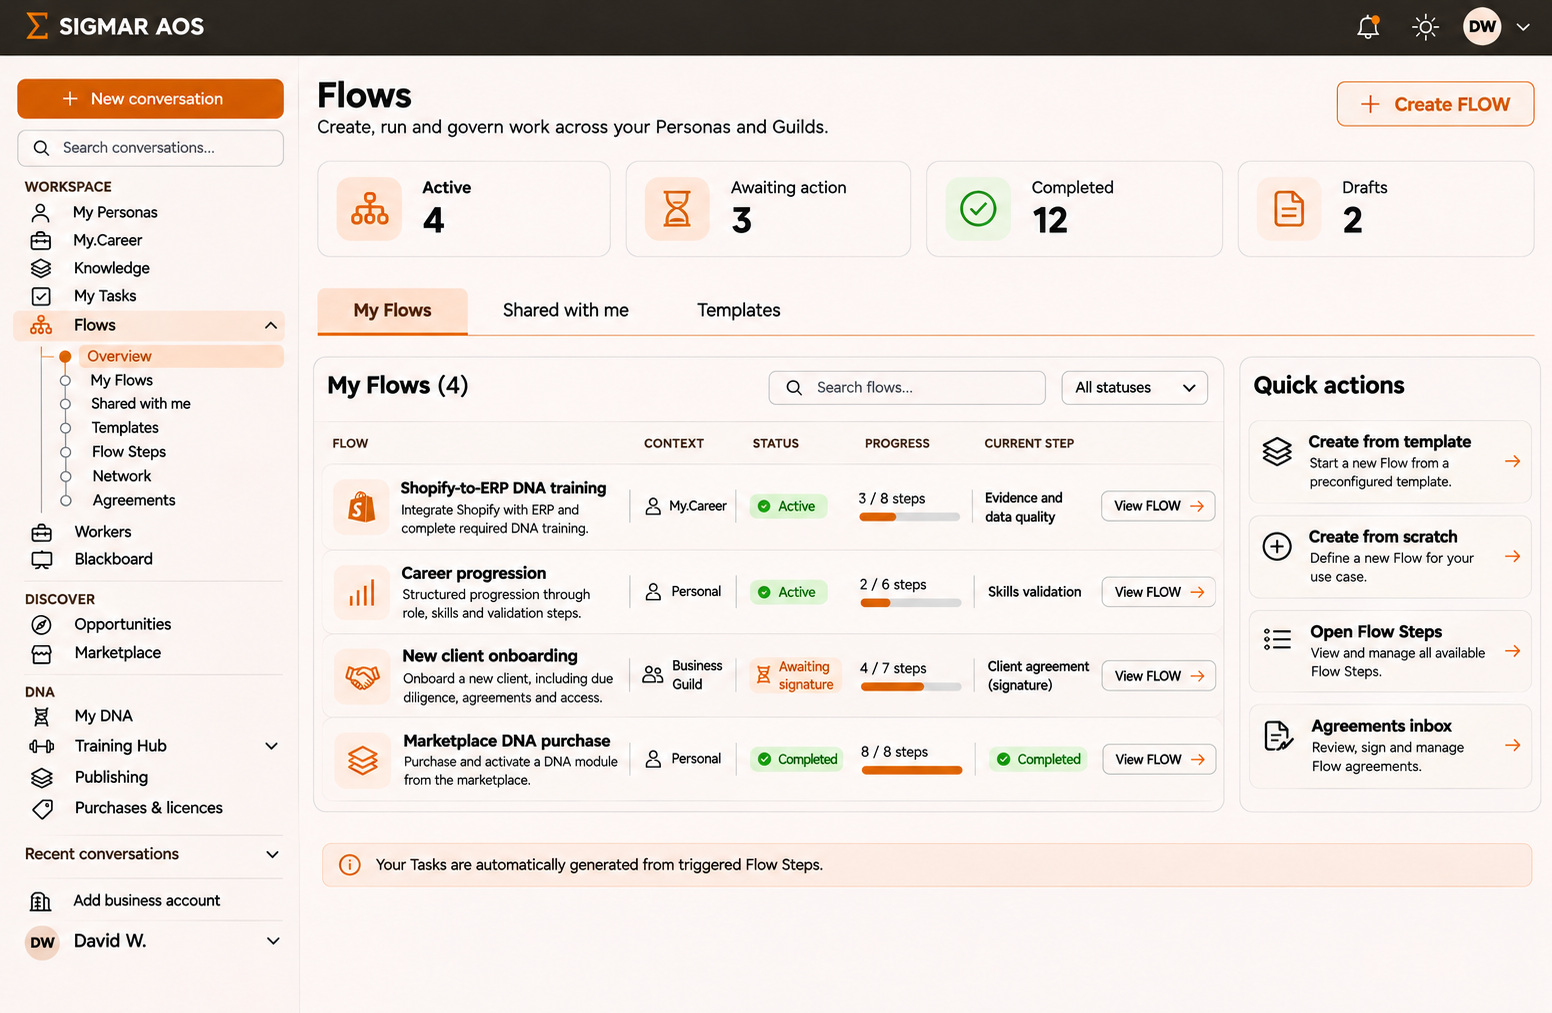 SIGMAR AOS
DW
New conversation
Search conversations...
WORKSPACE
My Personas
My.Career
Knowledge
My Tasks
Flows
Overview
My Flows
Shared with me
Templates
Flow Steps
Network
Agreements
Workers
Blackboard
DISCOVER
Opportunities
Marketplace
DNA
My DNA
Training Hub
Publishing
Purchases & licences
Recent conversations
Add business account
DW
David W.
Flows
Create, run and govern work across your Personas and Guilds.
Create FLOW
Active
4
Awaiting action
3
Completed
12
Drafts
2
My Flows
Shared with me
Templates
My Flows (4)
Search flows...
All statuses
FLOW
CONTEXT
STATUS
PROGRESS
CURRENT STEP
Shopify-to-ERP DNA training
Integrate Shopify with ERP and
complete required DNA training.
My.Career
Active
3 / 8 steps
Evidence and
data quality
View FLOW
Career progression
Structured progression through
role, skills and validation steps.
Personal
Active
2 / 6 steps
Skills validation
View FLOW
New client onboarding
Onboard a new client, including due
diligence, agreements and access.
Business
Guild
Awaiting
signature
4 / 7 steps
Client agreement
(signature)
View FLOW
Marketplace DNA purchase
Purchase and activate a DNA module
from the marketplace.
Personal
Completed
8 / 8 steps
Completed
View FLOW
Quick actions
Create from template
Start a new Flow from a
preconfigured template.
Create from scratch
Define a new Flow for your
use case.
Open Flow Steps
View and manage all available
Flow Steps.
Agreements inbox
Review, sign and manage
Flow agreements.
Your Tasks are automatically generated from triggered Flow Steps.